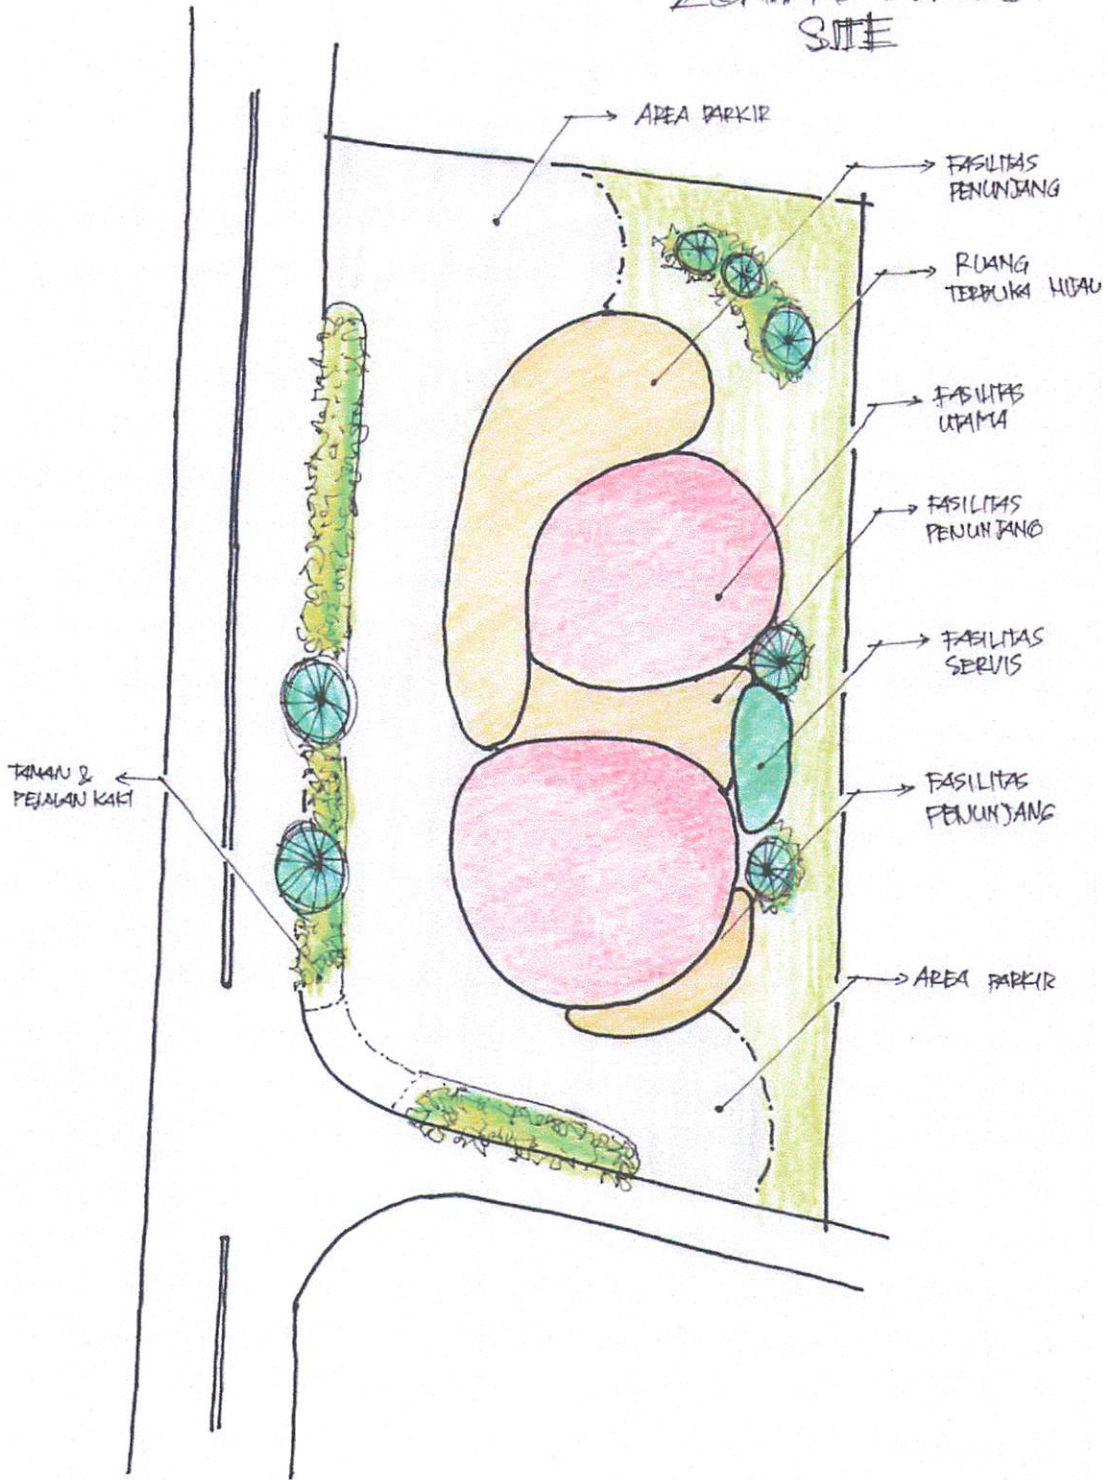 SITE
AREA PARKIR
FASILITAS
PENUNJANG
RUANG
TERBUKA HIJAU
FASILITAS
UTAMA
FASILITAS
PENUNJANG
FASILITAS
SERVIS
TAMAN &
PEJALAN KAKI
FASILITAS
PENUNJANG
AREA PARKIR